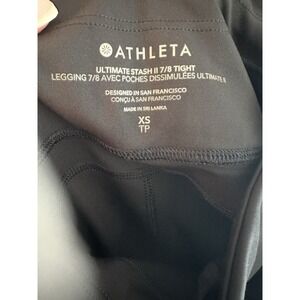 ATHLETA
ULTIMATE STASH II 7/8 TIGHT
LEGGING 7/8 AVEC POCHES DISSIMULÉES ULTIMATE II
DESIGNED IN SAN FRANCISCO
CONÇU À SAN FRANCISCO
MADE IN SRI LANKA
XS
TP